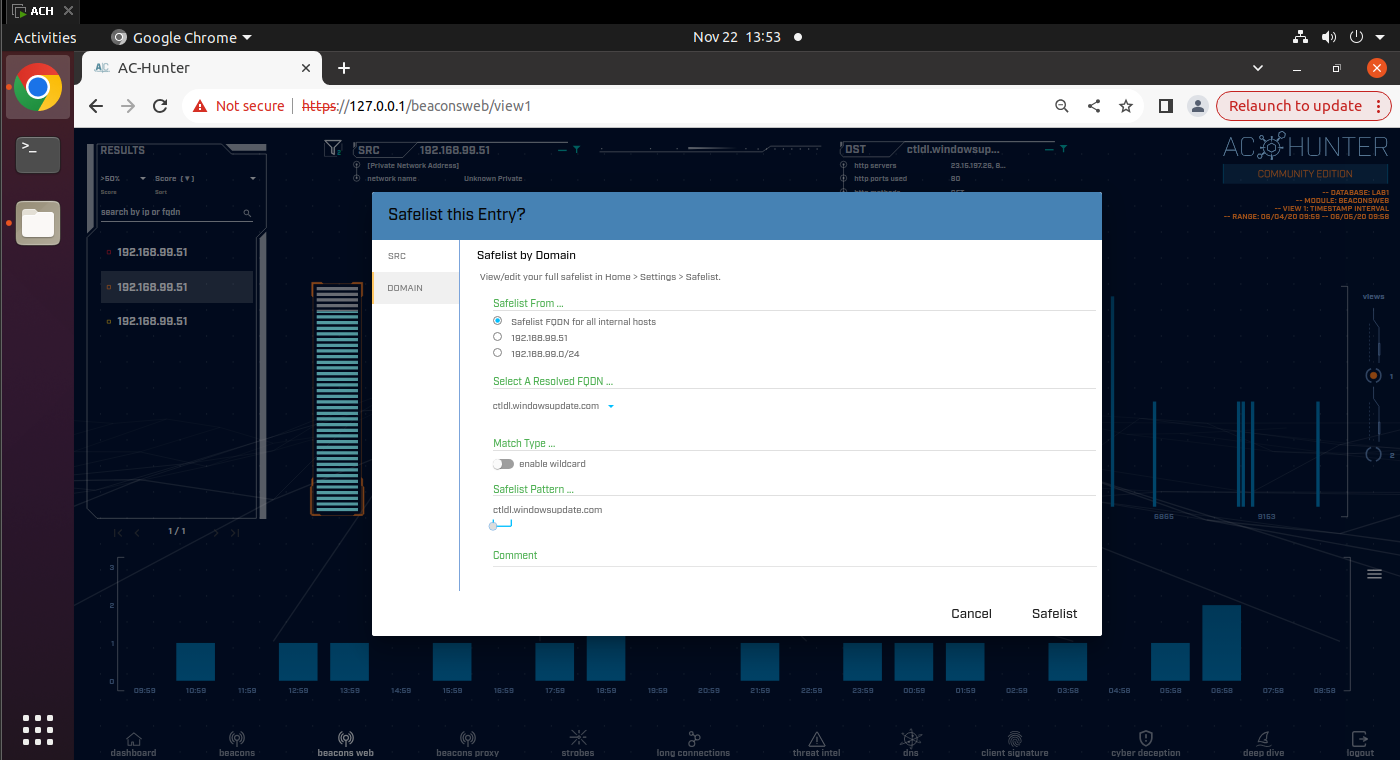 ACH
Activities
Google Chrome
Nov 22 13:53
AC-Hunter
Not secure
https://127.0.0.1/beaconsweb/view1
Relaunch to update
RESULTS
>50%
Score (▼)
Score
Sort
search by ip or fqdn
192.168.99.51
192.168.99.51
192.168.99.51
1 / 1
2
SRC
192.168.99.51
[Private Network Address]
network name
Unknown Private
DST
ctldl.windowsup...
http servers
23.15.197.26, 8...
http ports used
80
AC HUNTER
COMMUNITY EDITION
-- DATABASE: LAB1
-- MODULE: BEACONSWEB
-- VIEW 1: TIMESTAMP INTERVAL
-- RANGE: 06/04/20 09:59 -- 06/05/20 09:58
Safelist this Entry?
SRC
DOMAIN
Safelist by Domain
View/edit your full safelist in Home > Settings > Safelist.
Safelist From ...
Safelist FQDN for all internal hosts
192.168.99.51
192.168.99.0/24
Select A Resolved FQDN ...
ctldl.windowsupdate.com
Match Type ...
enable wildcard
Safelist Pattern ...
ctldl.windowsupdate.com
Comment
Cancel
Safelist
views
1
2
8865
9153
3
2
1
0
09:59 10:59 11:59 12:59 13:59 14:59 15:59 16:59 17:59 18:59 19:59 20:59 21:59 22:59 23:59 00:59 01:59 02:59 03:58 04:58 05:58 06:58 07:58 08:58
dashboard
beacons
beacons web
beacons proxy
strobes
long connections
threat intel
dns
client signature
cyber deception
deep dive
logout